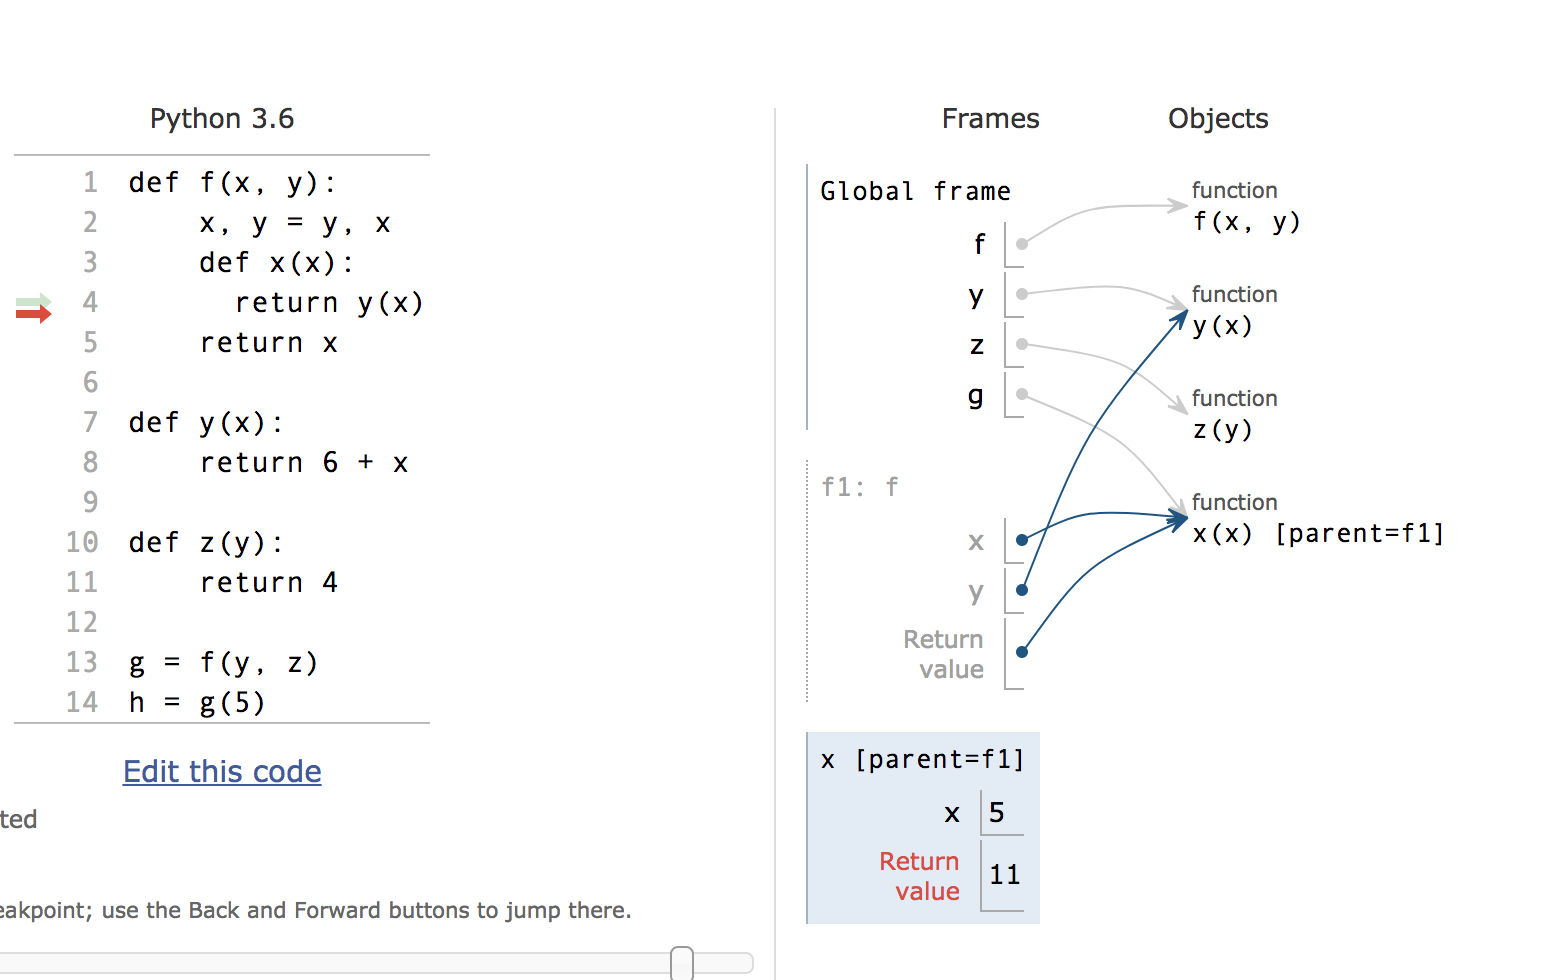 Python 3.6
1 def f(x, y):
2     x, y = y, x
3     def x(x):
4       return y(x)
5     return x
6
7 def y(x):
8     return 6 + x
9
10 def z(y):
11     return 4
12
13 g = f(y, z)
14 h = g(5)
Edit this code
ted
eakpoint; use the Back and Forward buttons to jump there.
Frames Objects
Global frame
f
y
z
g
function
f(x, y)
function
y(x)
function
z(y)
function
x(x) [parent=f1]
f1: f
x
y
Return
value
x [parent=f1]
x 5
Return
value 11